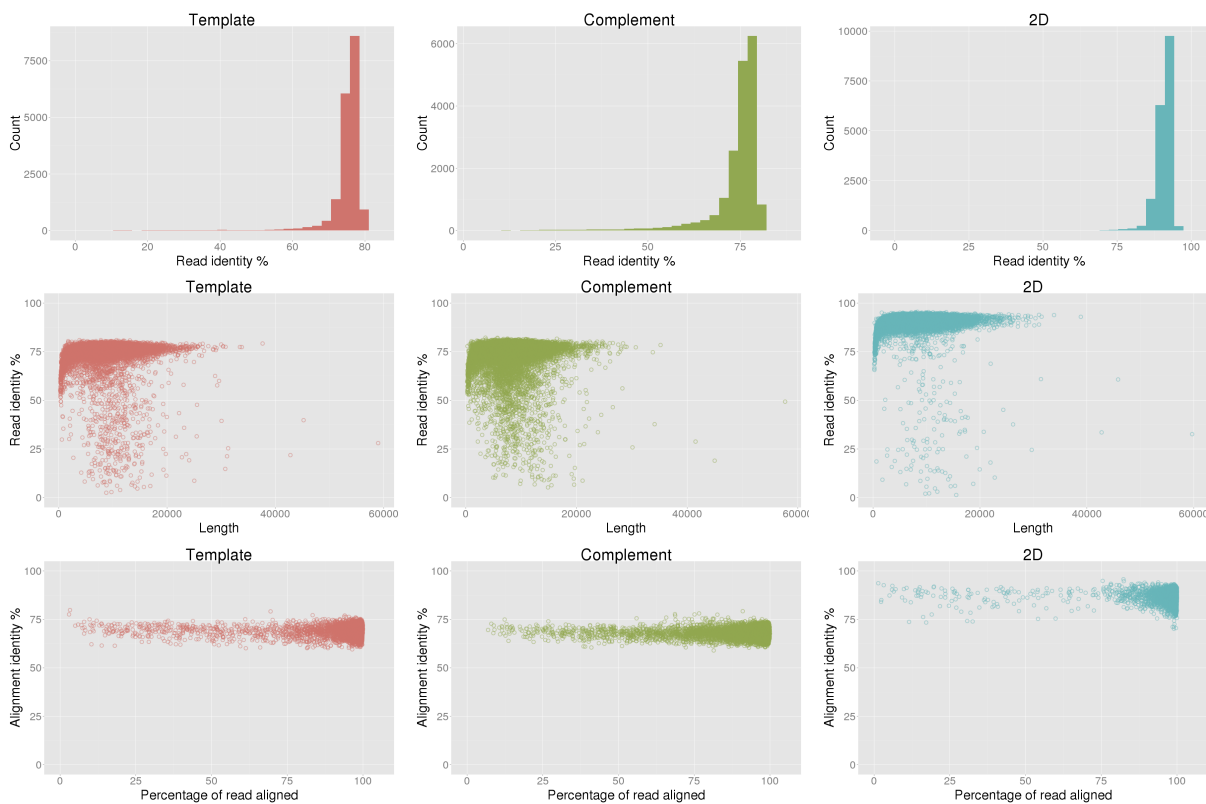 Template
Complement
2D
7500
5000
2500
0
Count
0 20 40 60 80
Read identity %
6000
4000
2000
0
Count
0 25 50 75
Read identity %
10000
7500
5000
2500
0
Count
0 25 50 75 100
Read identity %
Template
Complement
2D
100
75
50
25
0
Read identity %
0 20000 40000 60000
Length
100
75
50
25
0
Read identity %
0 20000 40000 60000
Length
100
75
50
25
0
Read identity %
0 20000 40000 60000
Length
Template
Complement
2D
100
75
50
25
0
Alignment identity %
0 25 50 75 100
Percentage of read aligned
100
75
50
25
0
Alignment identity %
0 25 50 75 100
Percentage of read aligned
100
75
50
25
0
Alignment identity %
0 25 50 75 100
Percentage of read aligned